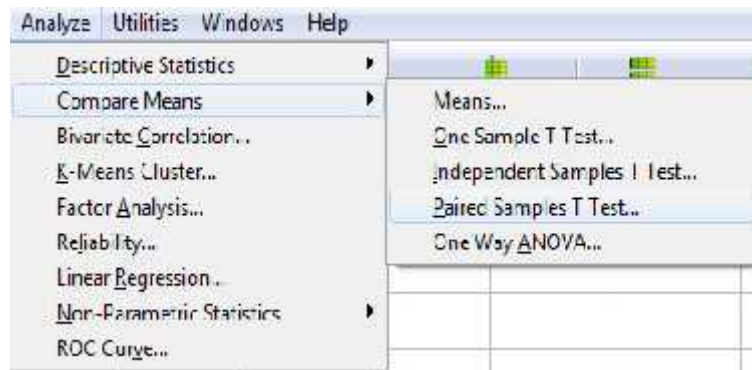 Analyze Utilities Windows Help
Descriptive Statistics
Compare Means
Bivariate Correlation...
K-Means Cluster...
Factor Analysis...
Reliability...
Linear Regression...
Non-Parametric Statistics
ROC Curve...
Means...
One Sample T Test...
Independent Samples T Test...
Paired Samples T Test...
One Way ANOVA...